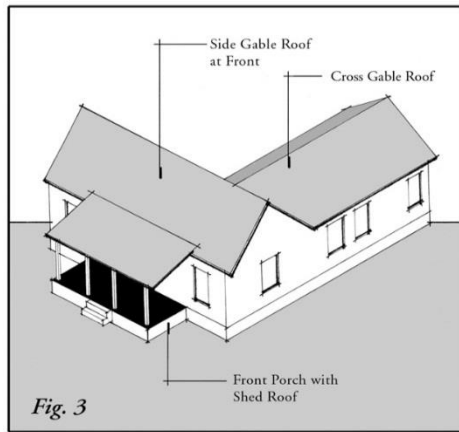 Side Gable Roof
at Front
Cross Gable Roof
Front Porch with
Shed Roof
Fig. 3